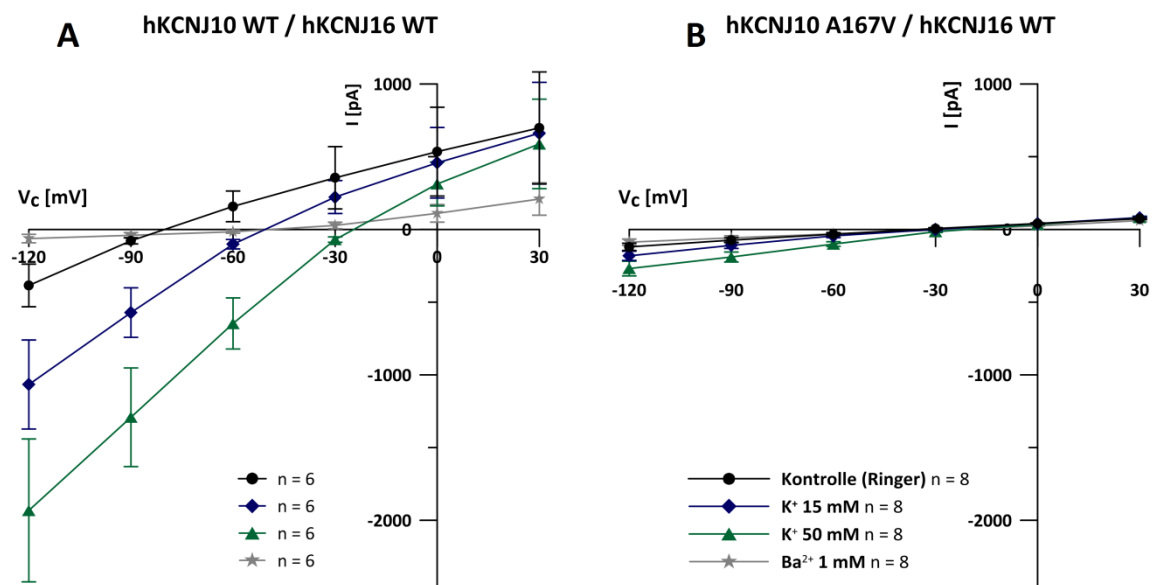 A
hKCNJ10 WT / hKCNJ16 WT
I [pA]
1000
V_C [mV]
0
-120
-90
-60
-30
0
30
-1000
-2000
n = 6
n = 6
n = 6
n = 6
B
hKCNJ10 A167V / hKCNJ16 WT
I [pA]
1000
V_C [mV]
0
-120
-90
-60
-30
0
30
-1000
-2000
Kontrolle (Ringer) n = 8
K⁺ 15 mM n = 8
K⁺ 50 mM n = 8
Ba²⁺ 1 mM n = 8